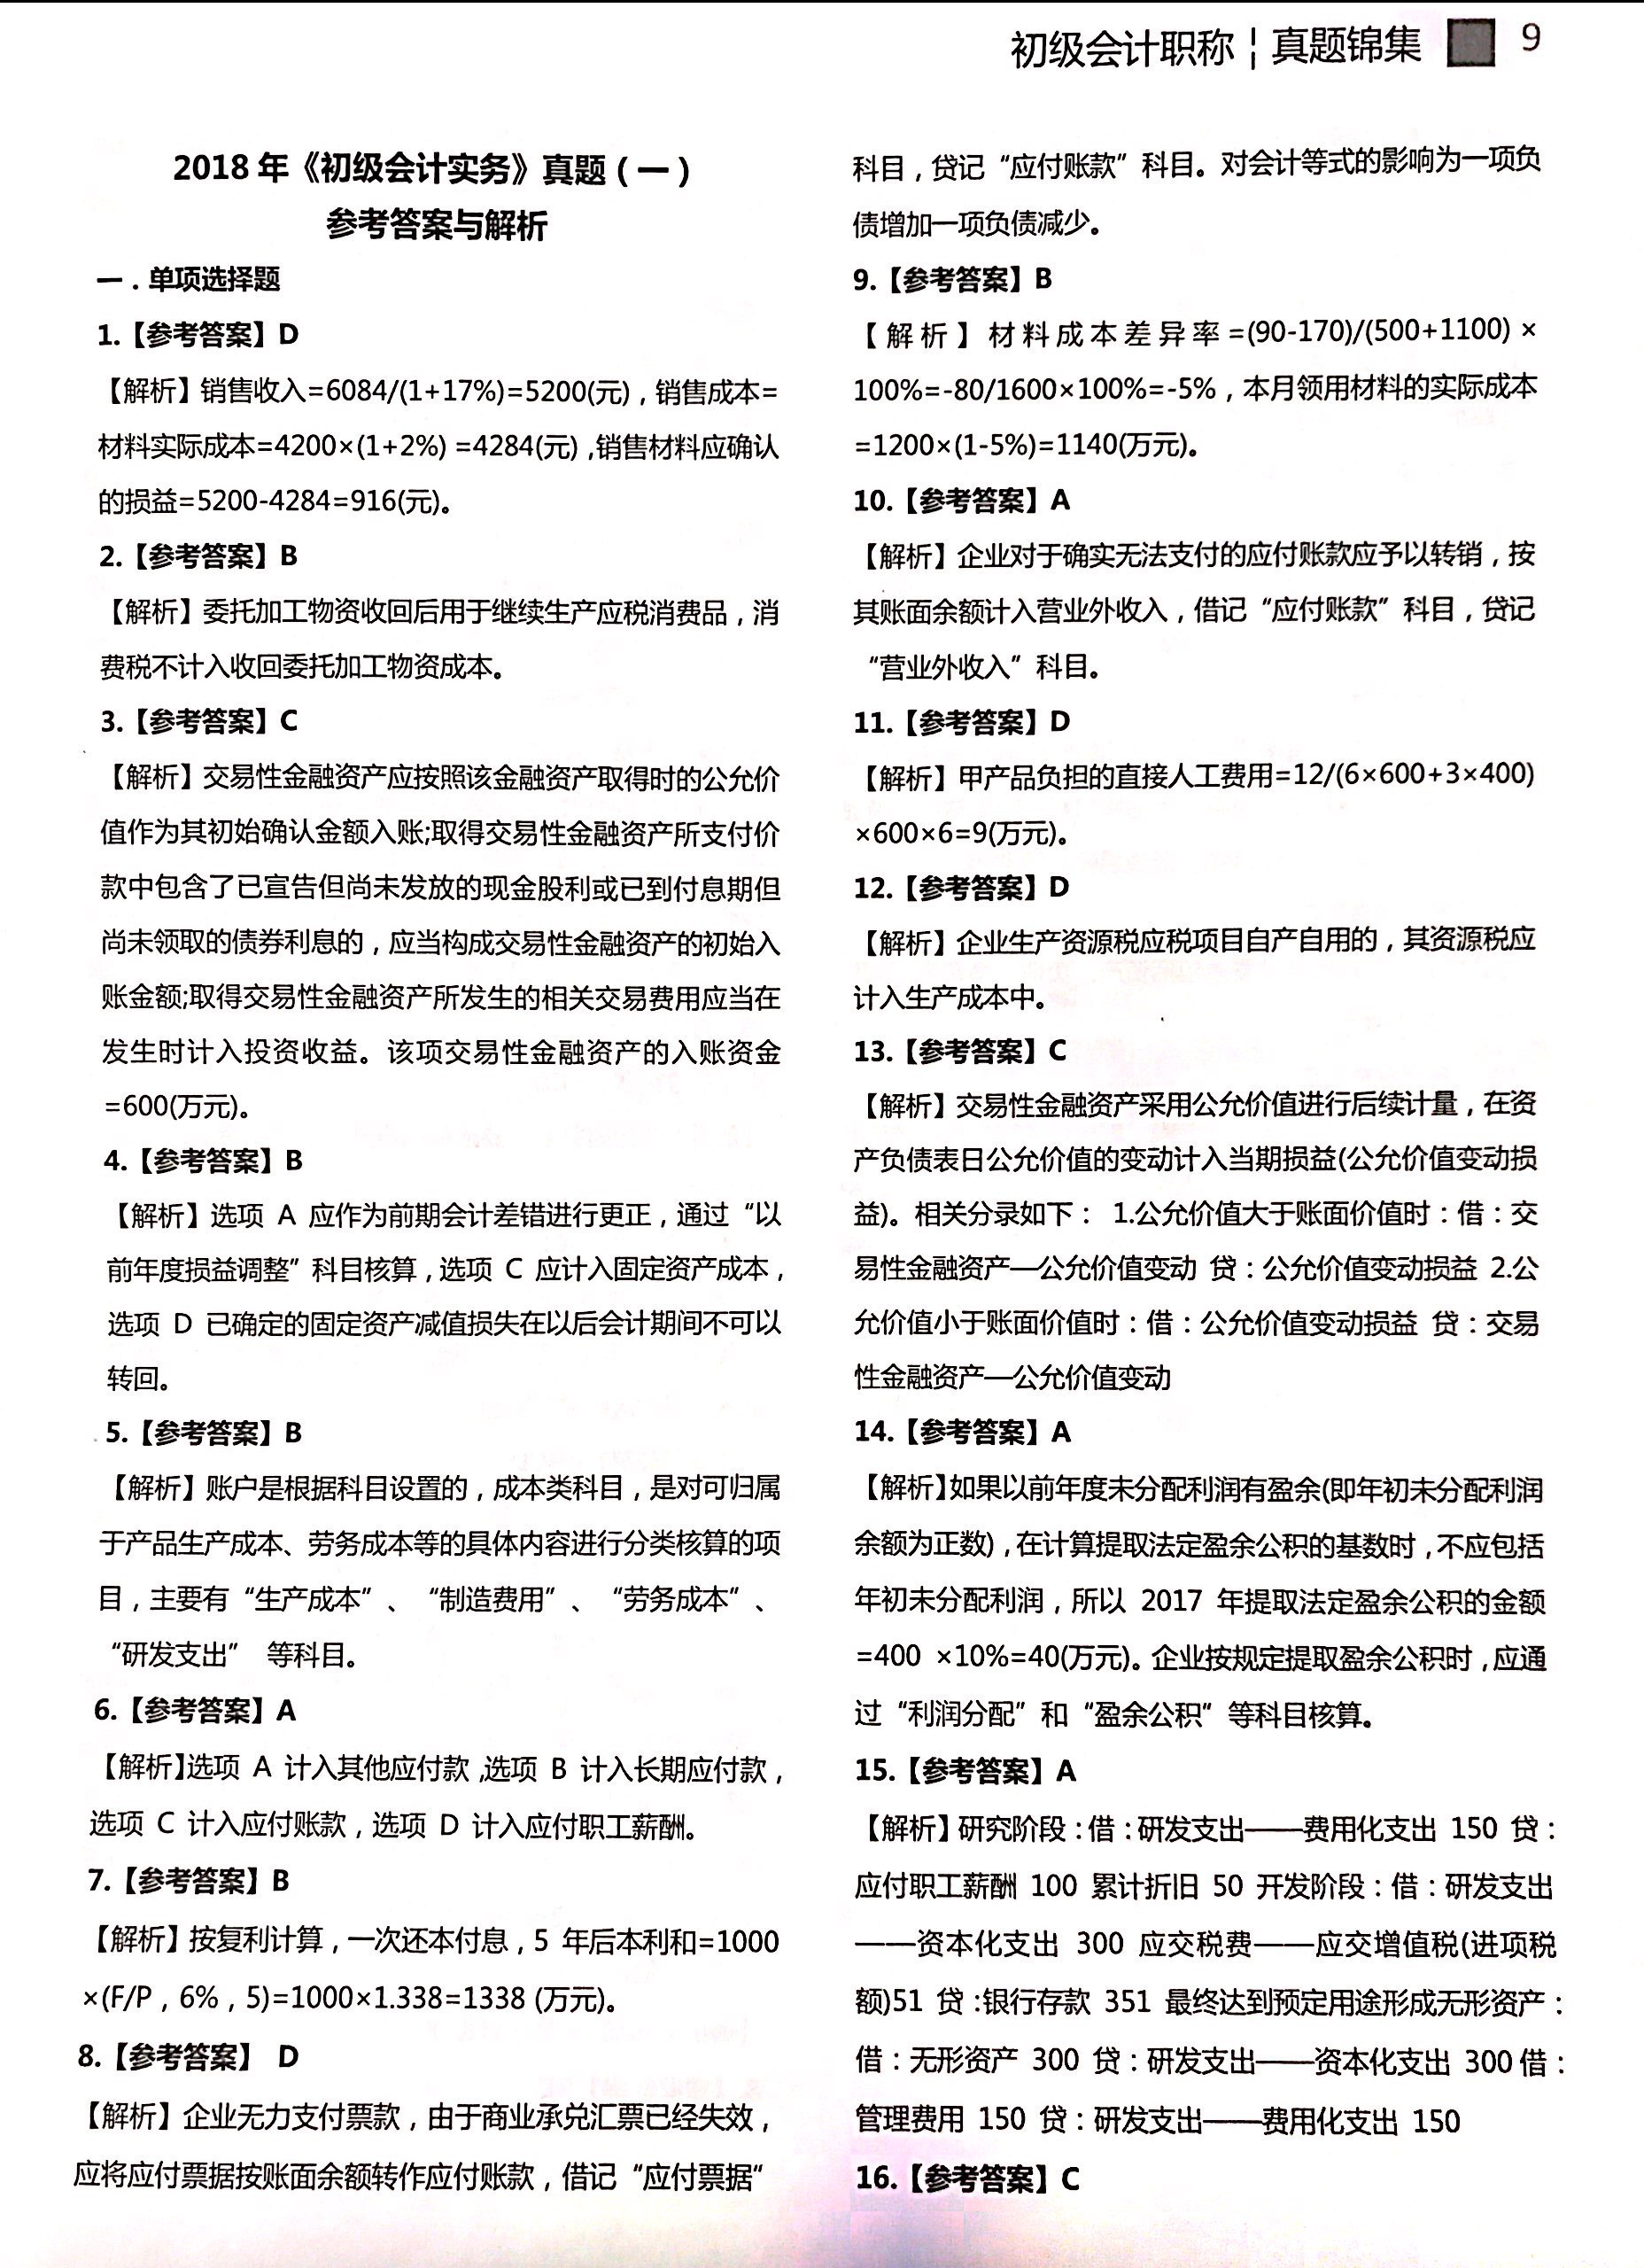 初级会计职称¦真题锦集 9
2018 年《初级会计实务》真题（一）
参考答案与解析
一．单项选择题
1.【参考答案】D
【解析】销售收入=6084/(1+17%)=5200(元)，销售成本=
材料实际成本=4200×(1+2%) =4284(元) ,销售材料应确认
的损益=5200-4284=916(元)。
2.【参考答案】B
【解析】委托加工物资收回后用于继续生产应税消费品，消
费税不计入收回委托加工物资成本。
3.【参考答案】C
【解析】交易性金融资产应按照该金融资产取得时的公允价
值作为其初始确认金额入账;取得交易性金融资产所支付价
款中包含了已宣告但尚未发放的现金股利或已到付息期但
尚未领取的债券利息的，应当构成交易性金融资产的初始入
账金额;取得交易性金融资产所发生的相关交易费用应当在
发生时计入投资收益。该项交易性金融资产的入账资金
=600(万元)。
4.【参考答案】B
【解析】选项 A 应作为前期会计差错进行更正，通过“以
前年度损益调整”科目核算，选项 C 应计入固定资产成本，
选项 D 已确定的固定资产减值损失在以后会计期间不可以
转回。
5.【参考答案】B
【解析】账户是根据科目设置的，成本类科目，是对可归属
于产品生产成本、劳务成本等的具体内容进行分类核算的项
目，主要有“生产成本”、 “制造费用”、 “劳务成本”、
“研发支出” 等科目。
6.【参考答案】A
【解析】选项 A 计入其他应付款 ,选项 B 计入长期应付款，
选项 C 计入应付账款，选项 D 计入应付职工薪酬。
7.【参考答案】B
【解析】按复利计算，一次还本付息，5 年后本利和=1000
×(F/P，6%，5)=1000×1.338=1338 (万元)。
8.【参考答案】 D
【解析】企业无力支付票款，由于商业承兑汇票已经失效，
应将应付票据按账面余额转作应付账款，借记“应付票据”
科目，贷记“应付账款”科目。对会计等式的影响为一项负
债增加一项负债减少。
9.【参考答案】B
【解析】材料成本差异率=(90-170)/(500+1100) ×
100%=-80/1600×100%=-5%，本月领用材料的实际成本
=1200×(1-5%)=1140(万元)。
10.【参考答案】A
【解析】企业对于确实无法支付的应付账款应予以转销，按
其账面余额计入营业外收入，借记“应付账款”科目，贷记
“营业外收入”科目。
11.【参考答案】D
【解析】甲产品负担的直接人工费用=12/(6×600+3×400)
×600×6=9(万元)。
12.【参考答案】D
【解析】企业生产资源税应税项目自产自用的，其资源税应
计入生产成本中。
13.【参考答案】C
【解析】交易性金融资产采用公允价值进行后续计量，在资
产负债表日公允价值的变动计入当期损益(公允价值变动损
益)。相关分录如下： 1.公允价值大于账面价值时：借：交
易性金融资产—公允价值变动 贷：公允价值变动损益 2.公
允价值小于账面价值时：借：公允价值变动损益 贷：交易
性金融资产—公允价值变动
14.【参考答案】A
【解析】如果以前年度未分配利润有盈余(即年初未分配利润
余额为正数)，在计算提取法定盈余公积的基数时，不应包括
年初未分配利润，所以 2017 年提取法定盈余公积的金额
=400 ×10%=40(万元)。企业按规定提取盈余公积时，应通
过“利润分配”和“盈余公积”等科目核算。
15.【参考答案】A
【解析】研究阶段：借：研发支出——费用化支出 150 贷：
应付职工薪酬 100 累计折旧 50 开发阶段：借：研发支出
——资本化支出 300 应交税费——应交增值税(进项税
额)51 贷：银行存款 351 最终达到预定用途形成无形资产：
借：无形资产 300 贷：研发支出——资本化支出 300 借：
管理费用 150 贷：研发支出——费用化支出 150
16.【参考答案】C